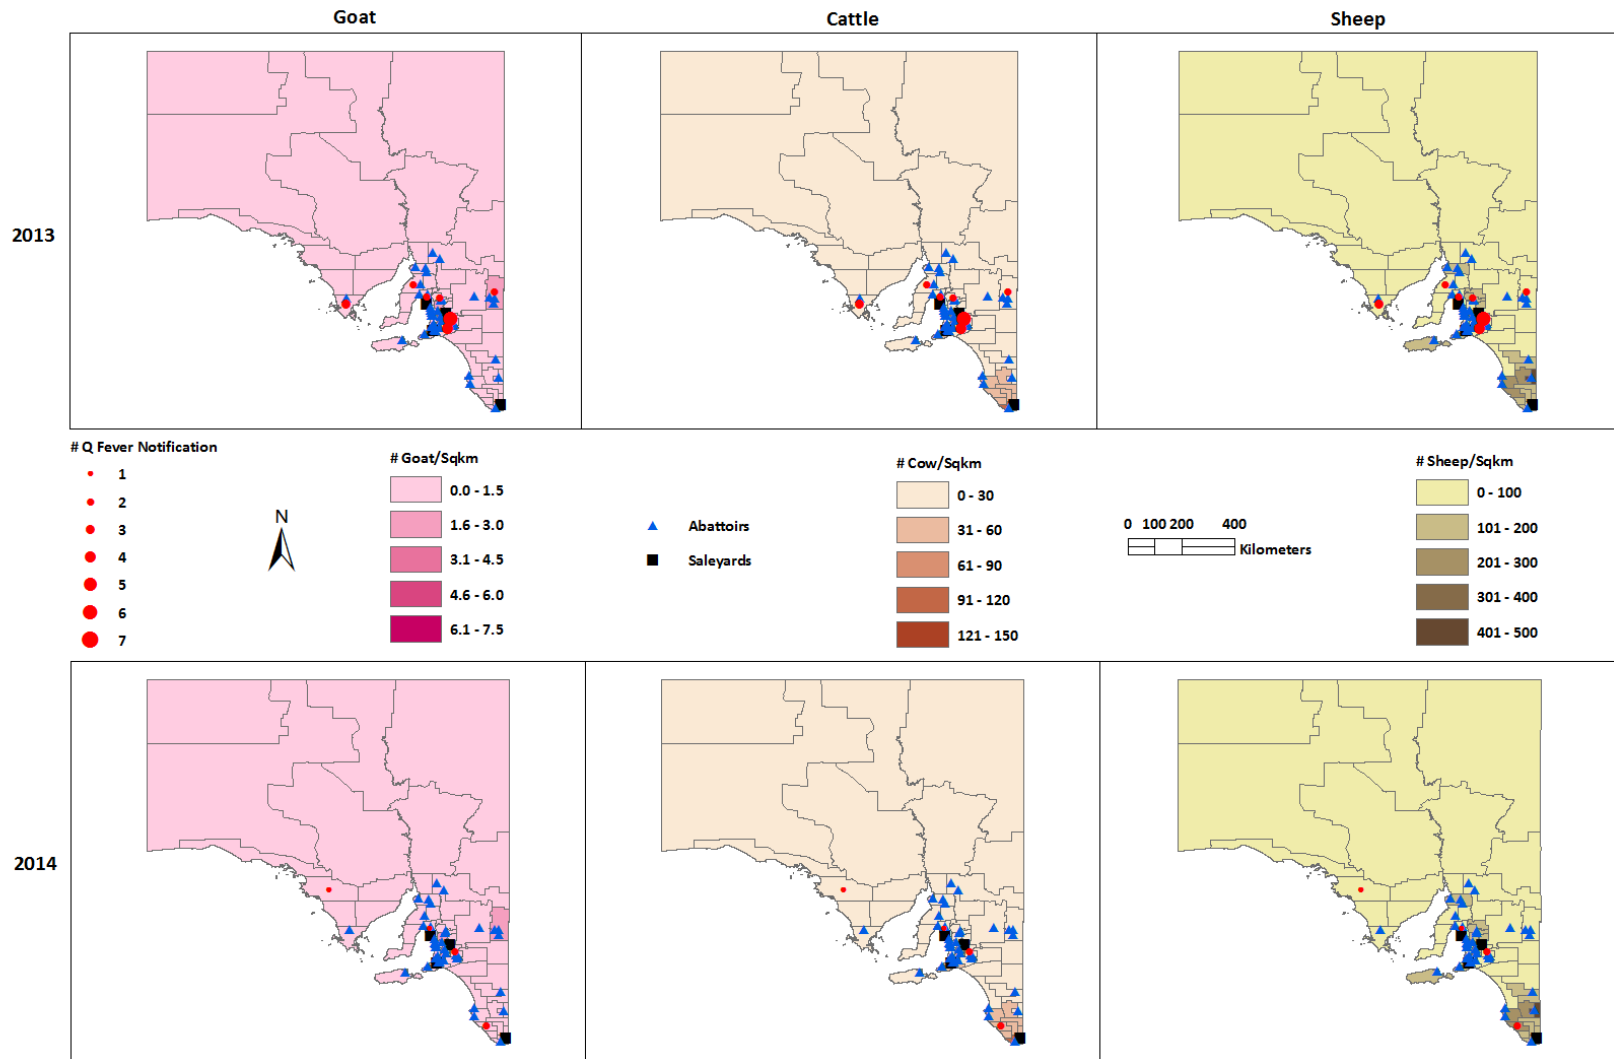 Goat
Cattle
Sheep
2013
# Q Fever Notification
1
2
3
4
5
6
7
N
# Goat/Sqkm
0.0 - 1.5
1.6 - 3.0
3.1 - 4.5
4.6 - 6.0
6.1 - 7.5
Abattoirs
Saleyards
# Cow/Sqkm
0 - 30
31 - 60
61 - 90
91 - 120
121 - 150
0 100 200 400
Kilometers
# Sheep/Sqkm
0 - 100
101 - 200
201 - 300
301 - 400
401 - 500
2014